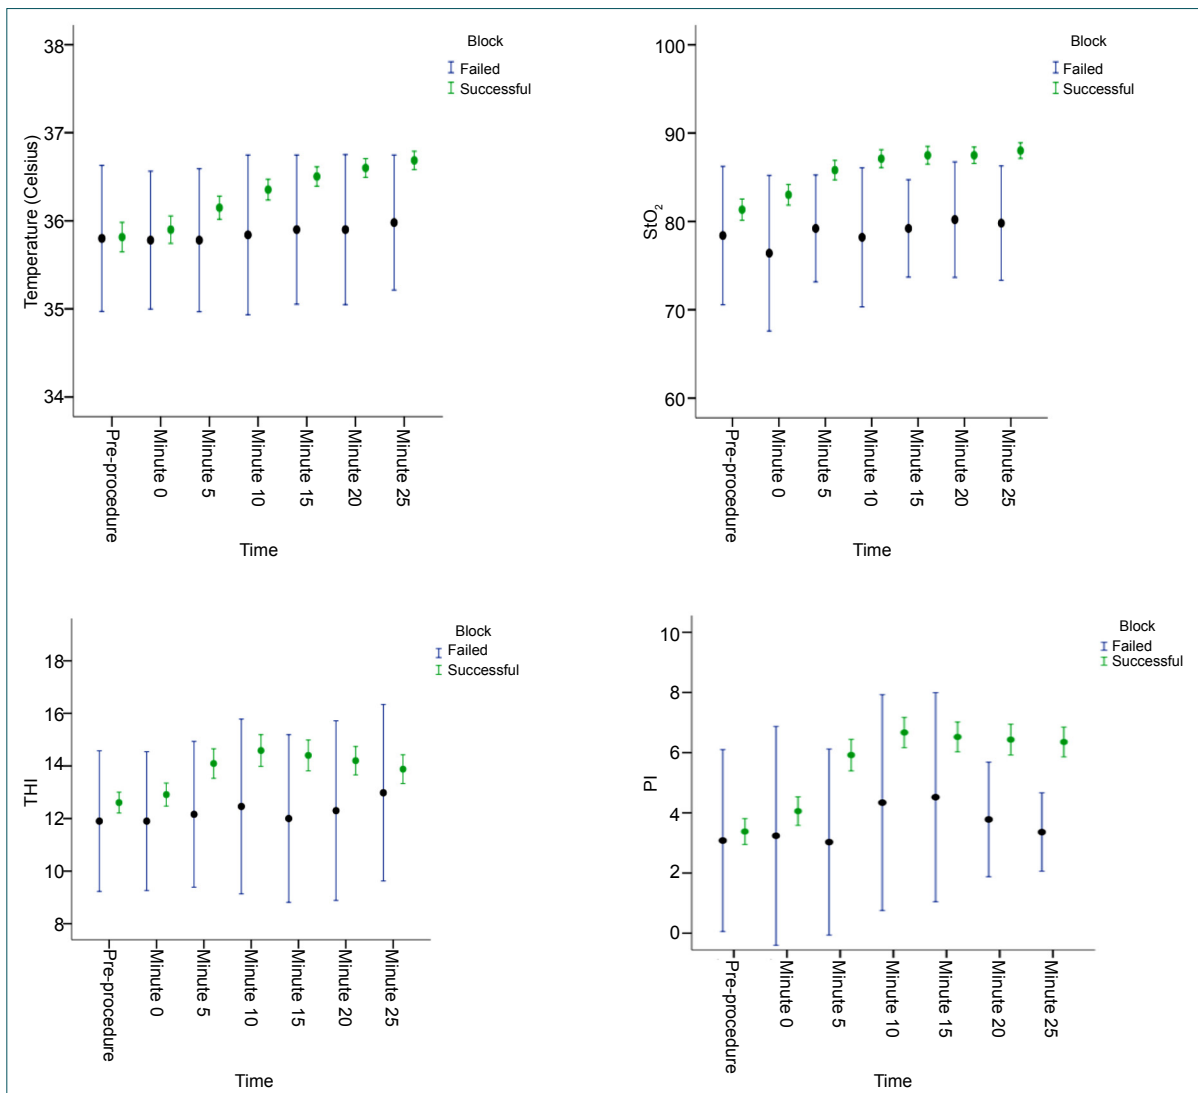 Block
Failed
Successful
38
37
36
35
34
Temperature (Celsius)
Pre-procedure
Minute 0
Minute 5
Minute 10
Minute 15
Minute 20
Minute 25
Time
Block
Failed
Successful
100
90
80
70
60
StO₂
Pre-procedure
Minute 0
Minute 5
Minute 10
Minute 15
Minute 20
Minute 25
Time
Block
Failed
Successful
18
16
14
12
10
8
THI
Pre-procedure
Minute 0
Minute 5
Minute 10
Minute 15
Minute 20
Minute 25
Time
Block
Failed
Successful
10
8
6
4
2
0
PI
Pre-procedure
Minute 0
Minute 5
Minute 10
Minute 15
Minute 20
Minute 25
Time